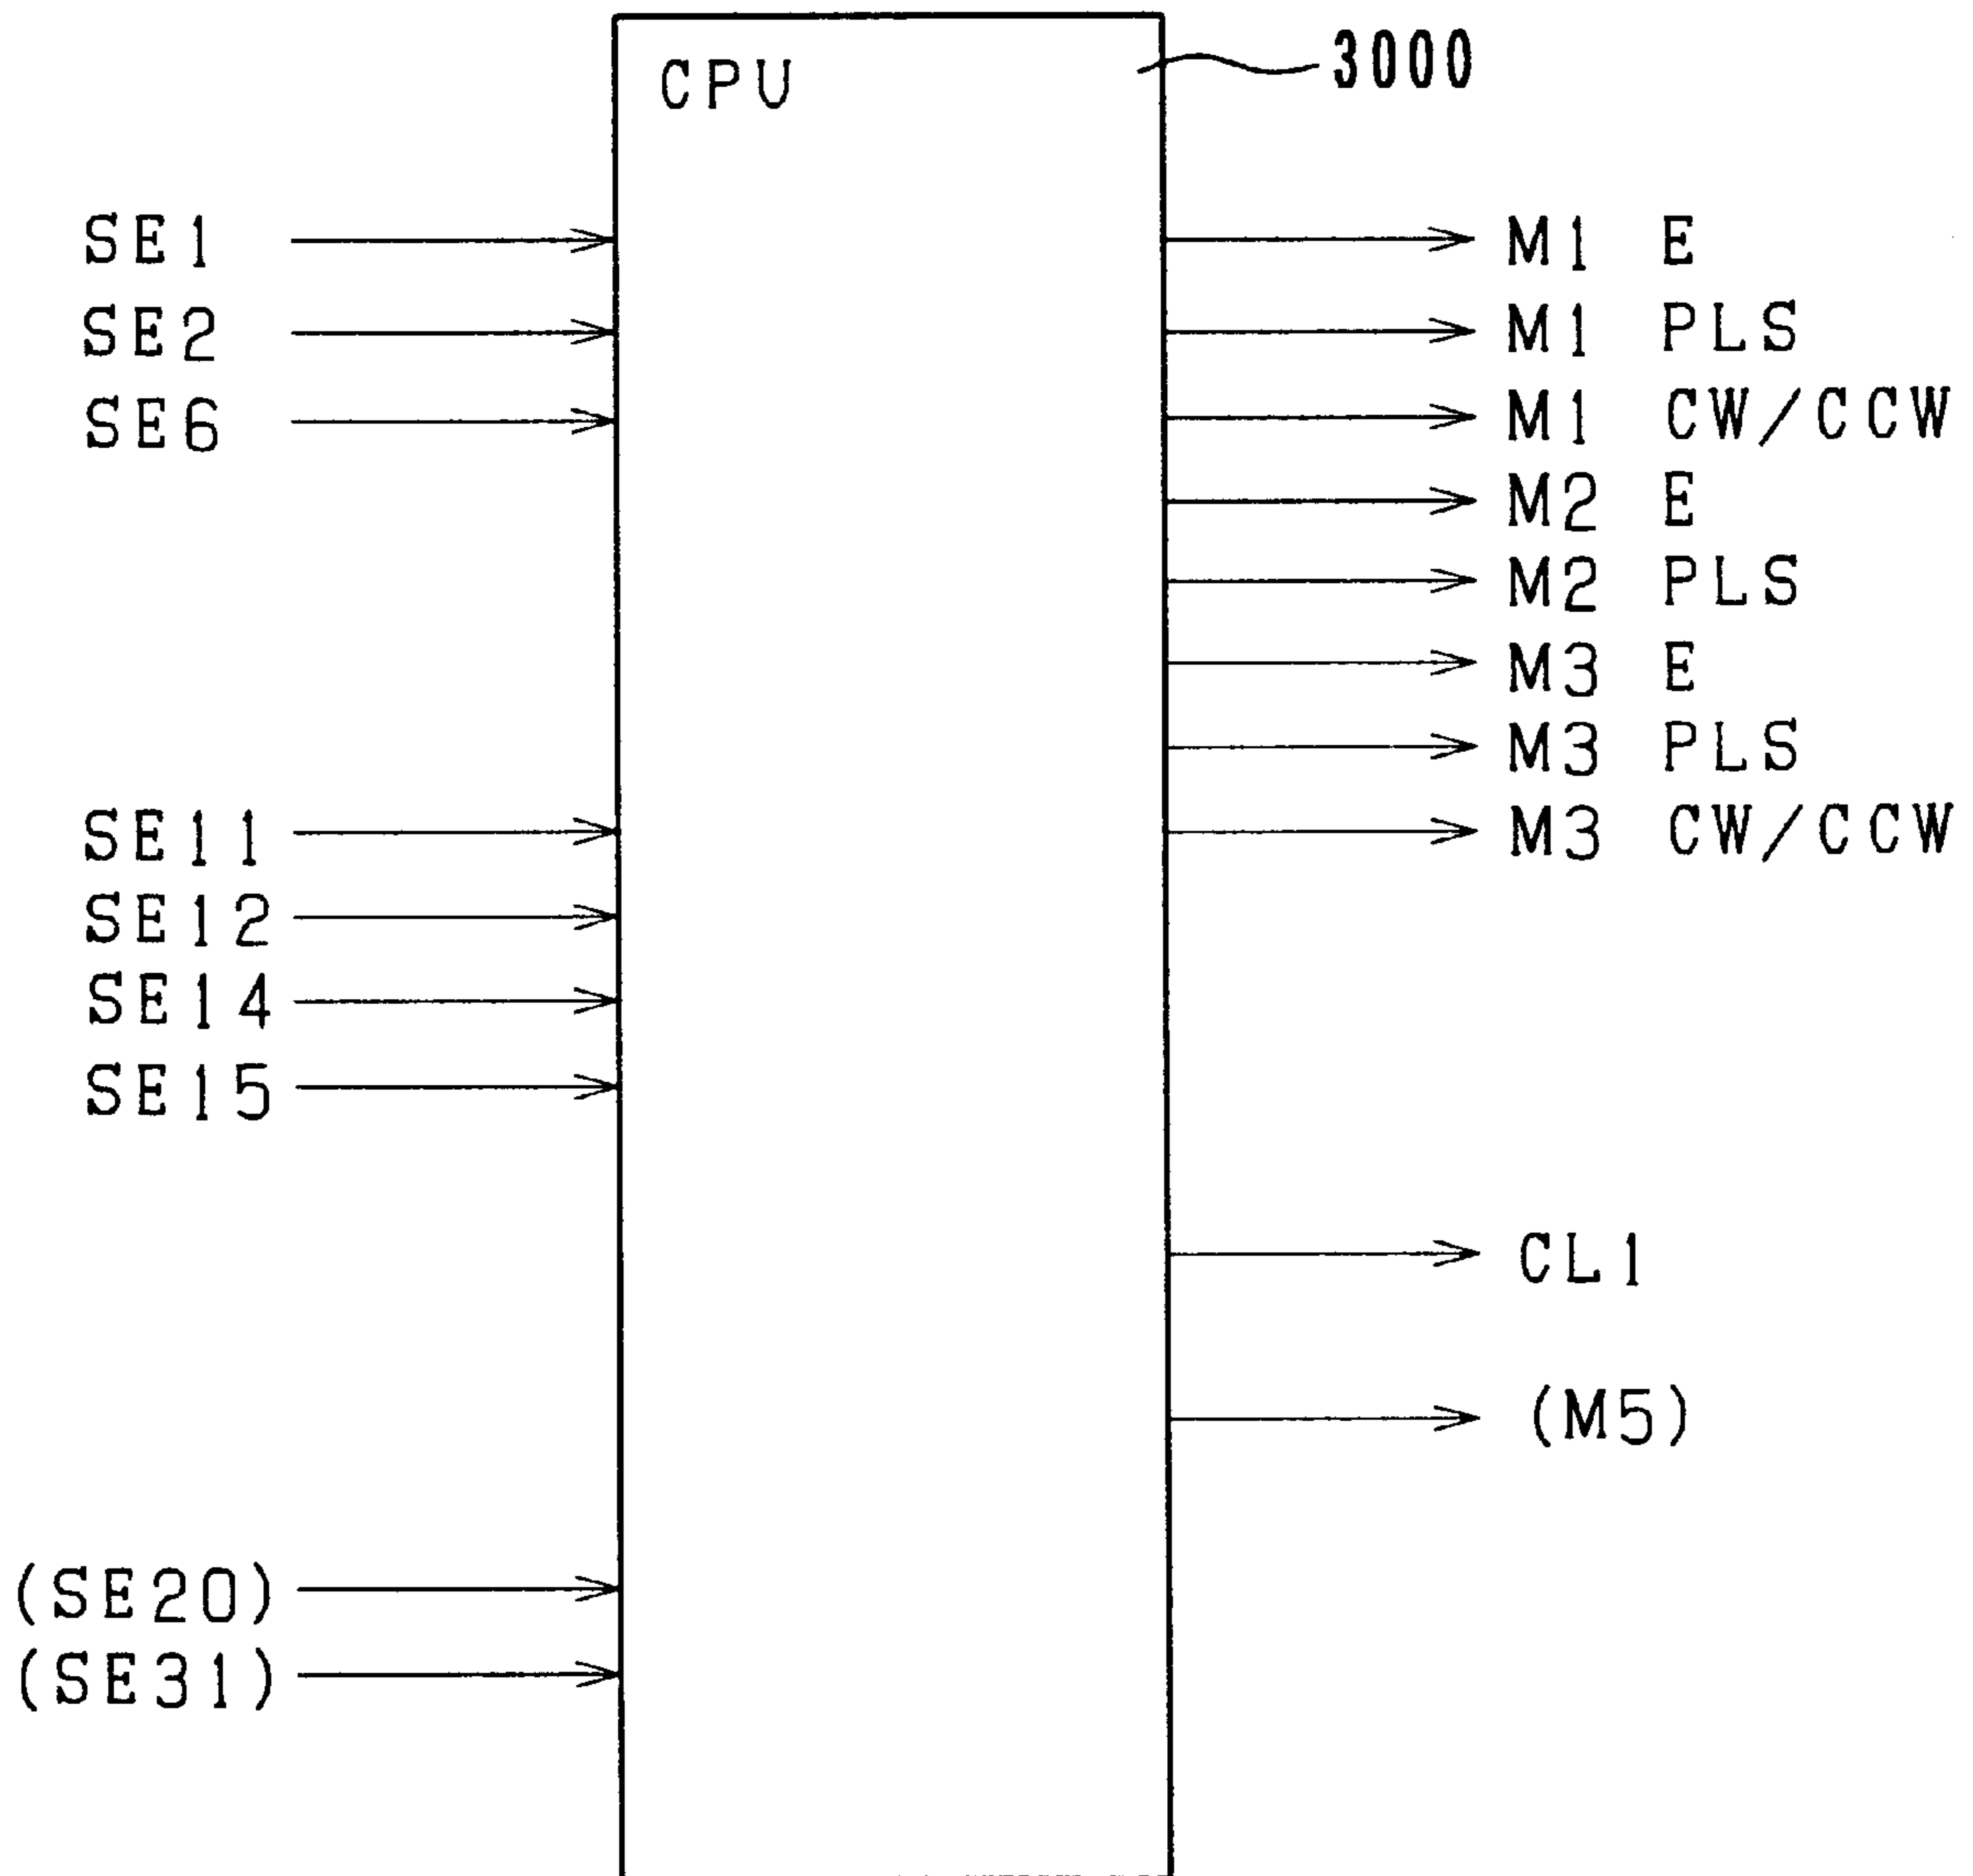 CPU
3000
SE1
SE2
SE6
SE11
SE12
SE14
SE15
(SE20)
(SE31)
M1 E
M1 PLS
M1 CW/CCW
M2 E
M2 PLS
M3 E
M3 PLS
M3 CW/CCW
CL1
(M5)